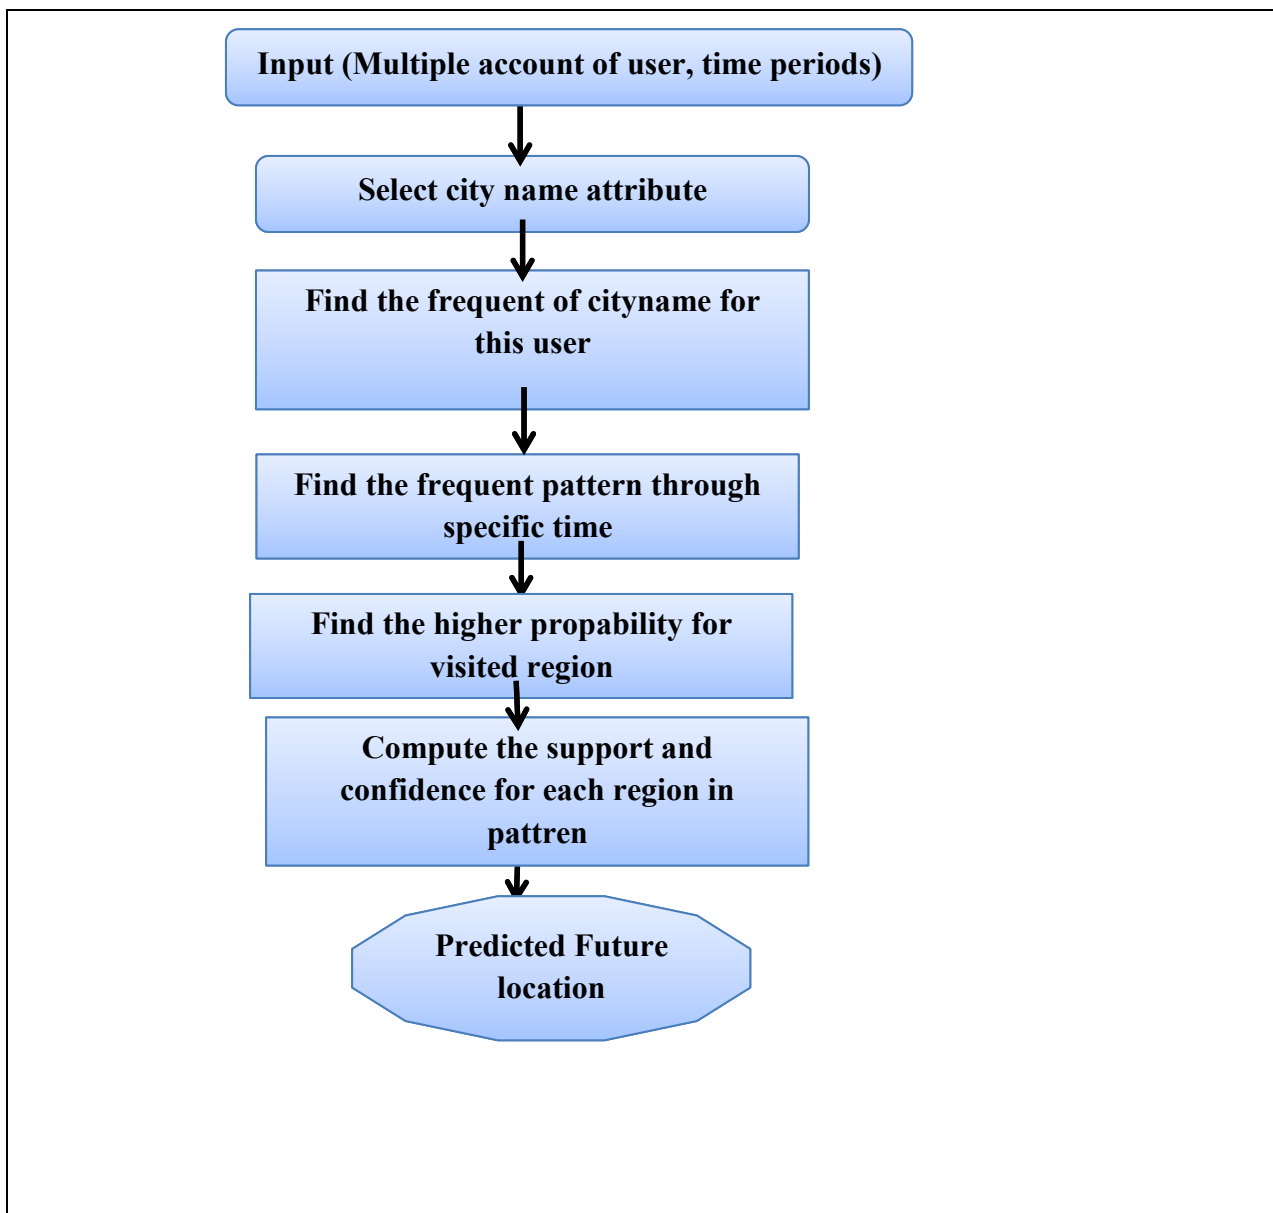 Input (Multiple account of user, time periods)
Select city name attribute
Find the frequent of cityname for
this user
Find the frequent pattern through
specific time
Find the higher propability for
visited region
Compute the support and
confidence for each region in
pattren
Predicted Future
location